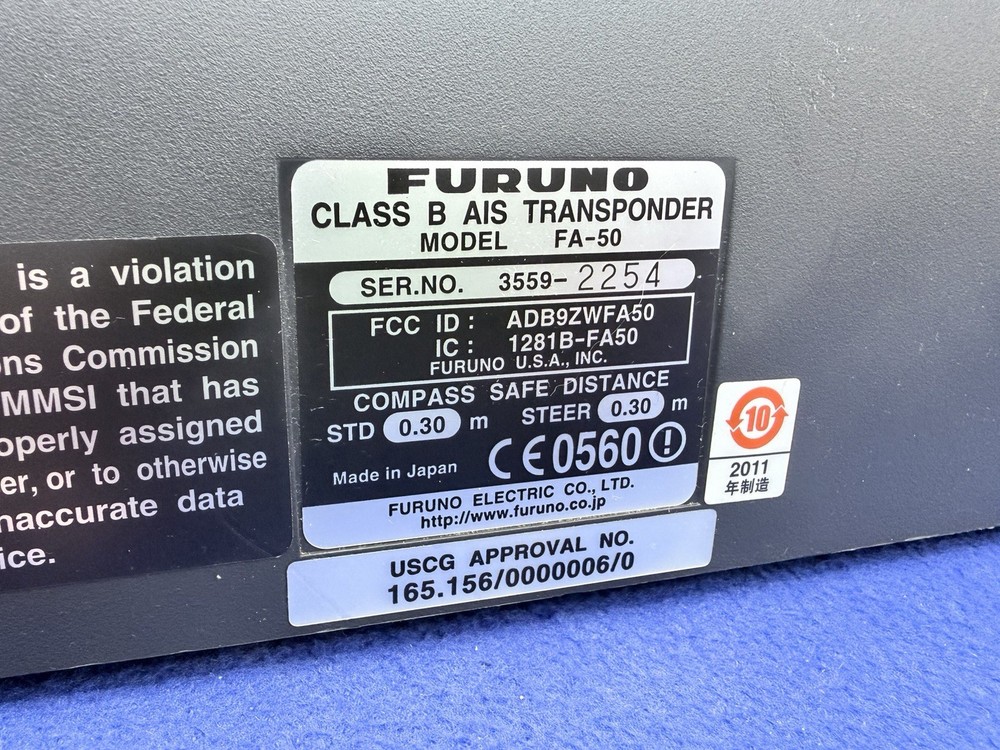 is a violation
of the Federal
ons Commission
MMSI that has
operly assigned
er, or to otherwise
naccurate data
ice.
FURUNO
CLASS B AIS TRANSPONDER
MODEL FA-50
SER.NO. 3559-2254
FCC ID: ADB9ZWFA50
IC: 1281B-FA50
FURUNO U.S.A., INC.
COMPASS SAFE DISTANCE
STD 0.30 m STEER 0.30 m
Made in Japan CE0560
FURUNO ELECTRIC CO., LTD.
http://www.furuno.co.jp
USCG APPROVAL NO.
165.156/0000006/0
10
2011
年制造